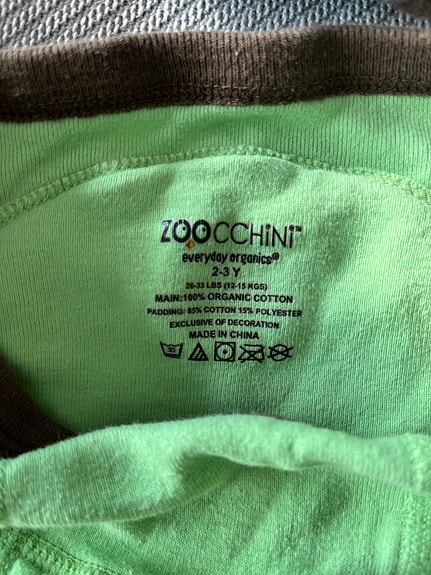 ZOOCCHiNi™
everyday organics®
2-3 Y
26-33 LBS (12-15 KGS)
MAIN:100% ORGANIC COTTON
PADDING: 85% COTTON 15% POLYESTER
EXCLUSIVE OF DECORATION
MADE IN CHINA
30